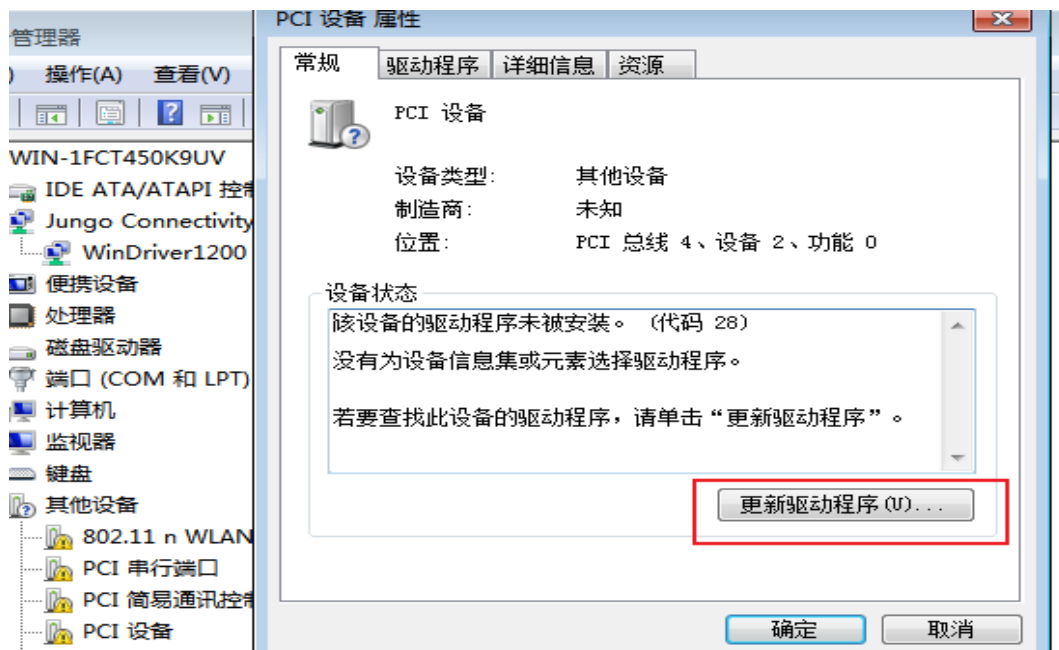 管理器
操作(A) 查看(V)
WIN-1FCT450K9UV
IDE ATA/ATAPI 控制
Jungo Connectivity
WinDriver1200
便携设备
处理器
磁盘驱动器
端口 (COM 和 LPT)
计算机
监视器
键盘
其他设备
802.11 n WLAN
PCI 串行端口
PCI 简易通讯控制
PCI 设备
PCI 设备 属性
常规 驱动程序 详细信息 资源
PCI 设备
设备类型: 其他设备
制造商: 未知
位置: PCI 总线 4、设备 2、功能 0
设备状态
该设备的驱动程序未被安装。 (代码 28)
没有为设备信息集或元素选择驱动程序。
若要查找此设备的驱动程序，请单击“更新驱动程序”。
更新驱动程序(U)...
确定 取消